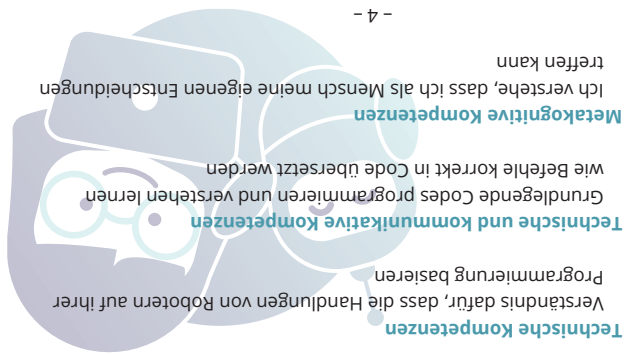 Technische Kompetenzen
Verständnis dafür, dass die Handlungen von Robotern auf ihrer
Programmierung basieren
Technische und kommunikative Kompetenzen
Grundlegende Codes programmieren und verstehen lernen
wie Befehle korrekt in Code übersetzt werden
Metakognitive Kompetenzen
Ich verstehe, dass ich als Mensch meine eigenen Entscheidungen
treffen kann
– 4 –